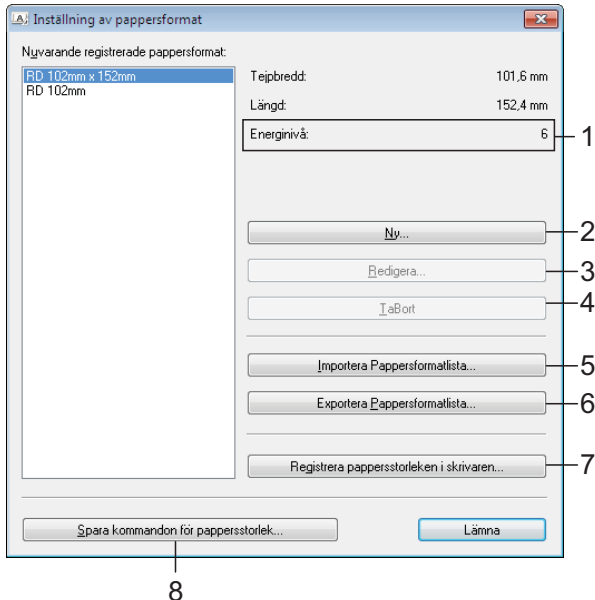 Inställning av pappersformat
Nuvarande registrerade pappersformat:
RD 102mm x 152mm
RD 102mm
Tejpbredd: 101,6 mm
Längd: 152,4 mm
Energinivå: 6
1
Ny...
2
Redigera...
3
TaBort
4
Importera Pappersformatlista...
5
Exportera Pappersformatlista...
6
Registrera pappersstorleken i skrivaren...
7
Spara kommandon för pappersstorlek...
Lämna
8